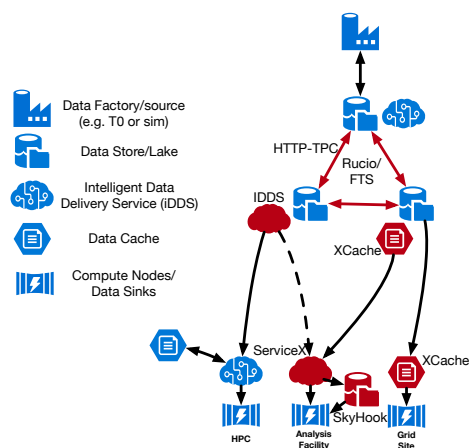 Data Factory/source
(e.g. T0 or sim)
Data Store/Lake
Intelligent Data
Delivery Service (iDDS)
Data Cache
Compute Nodes/
Data Sinks
HTTP-TPC
Rucio/
FTS
IDDS
XCache
ServiceX
XCache
SkyHook
HPC
Analysis
Facility
Grid
Site